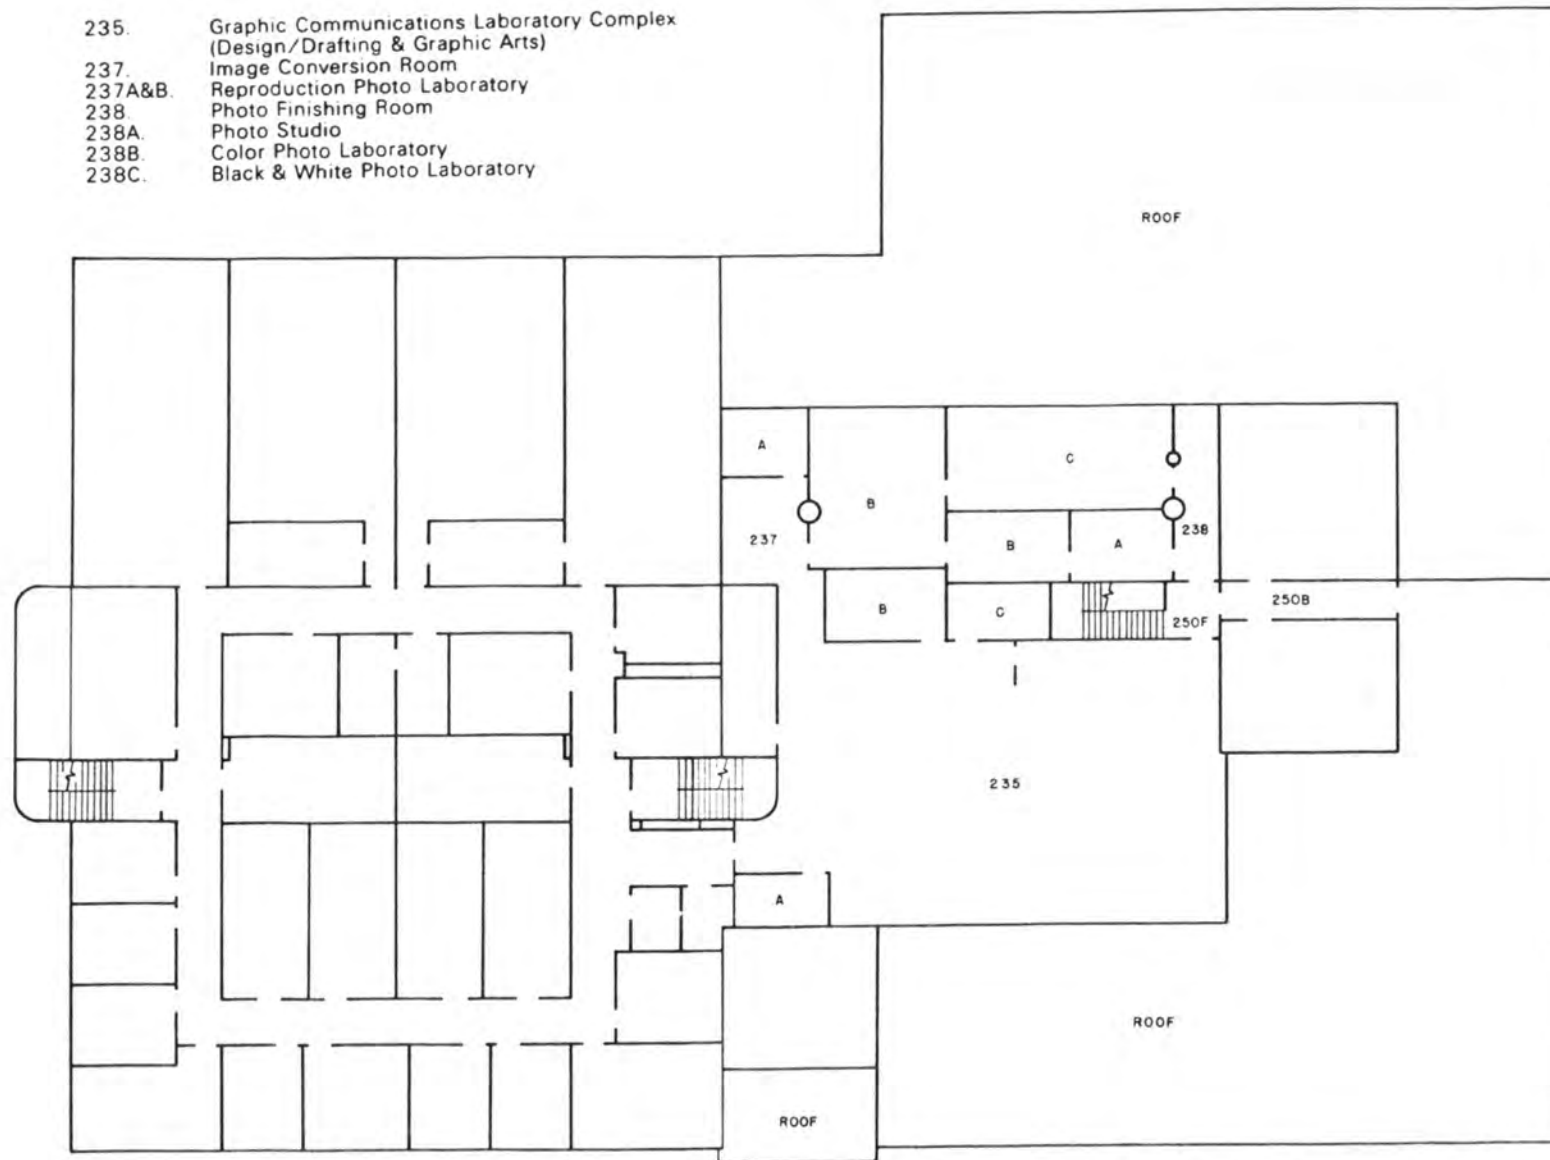 235. Graphic Communications Laboratory Complex
(Design/Drafting & Graphic Arts)
237. Image Conversion Room
237A&B. Reproduction Photo Laboratory
238. Photo Finishing Room
238A. Photo Studio
238B. Color Photo Laboratory
238C. Black & White Photo Laboratory
ROOF
A
C
B
238
237
B
A
250B
B
C
250F
235
A
ROOF
ROOF